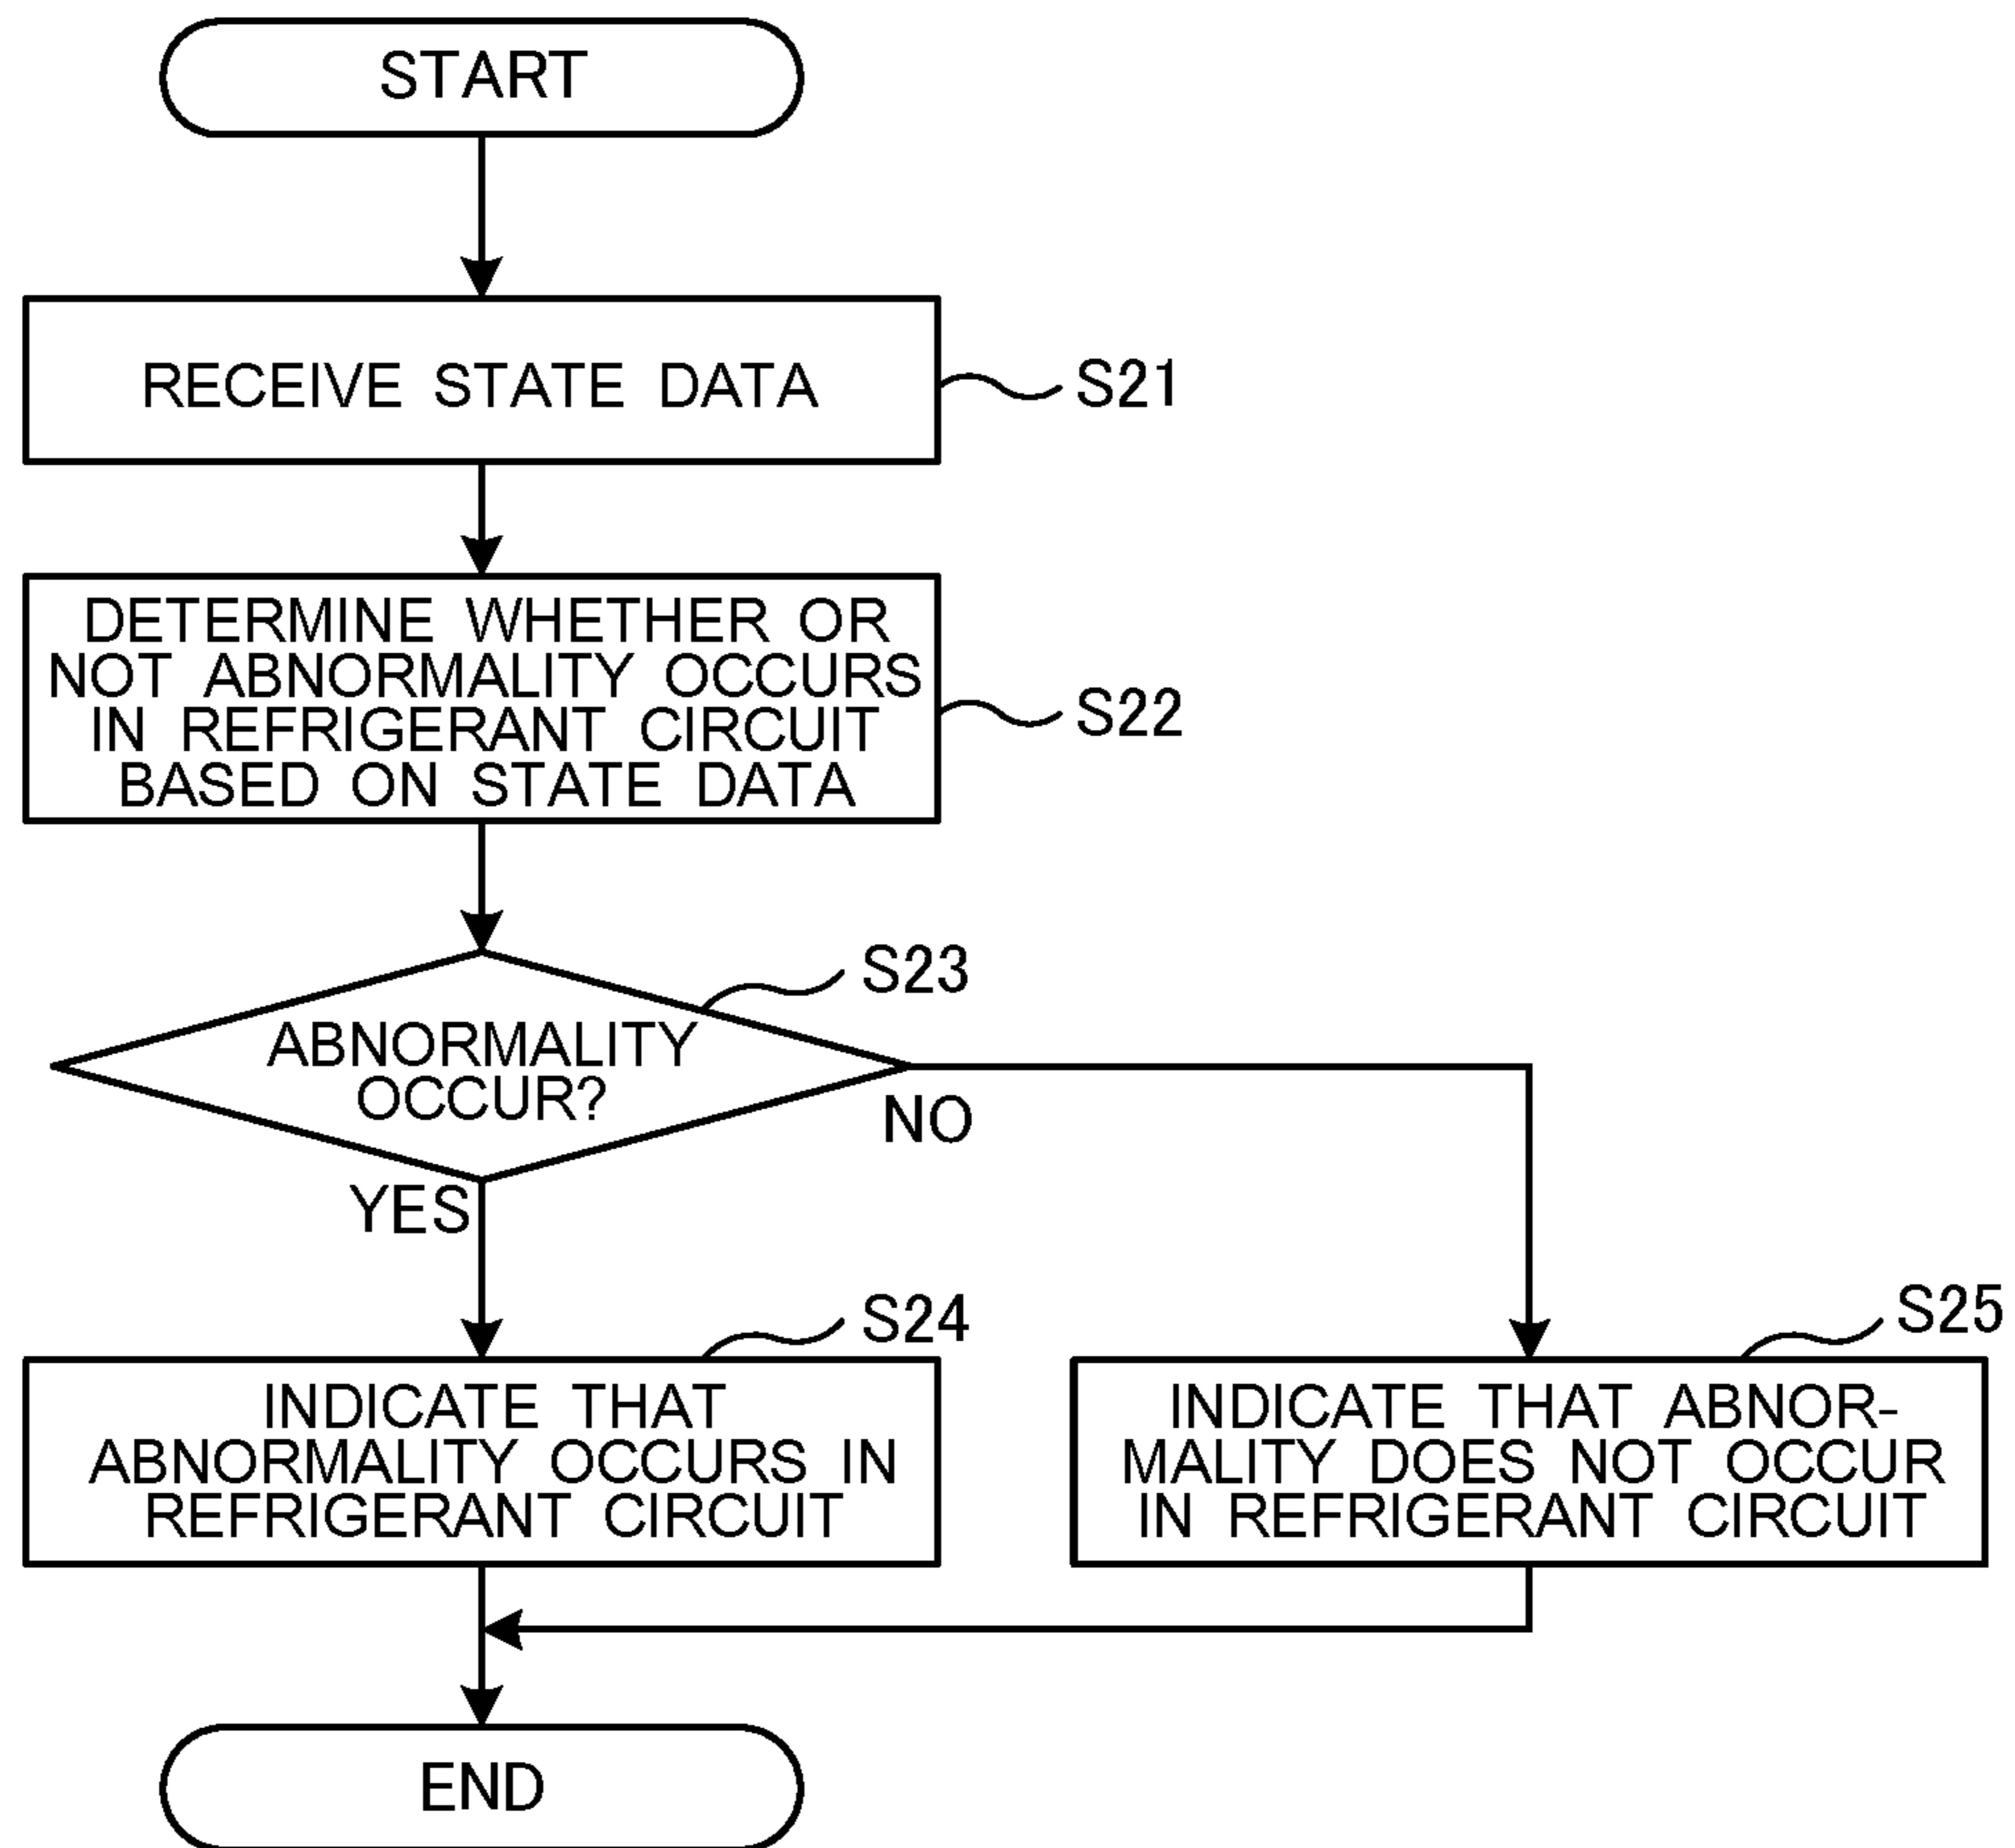 START
RECEIVE STATE DATA
S21
DETERMINE WHETHER OR
NOT ABNORMALITY OCCURS
IN REFRIGERANT CIRCUIT
BASED ON STATE DATA
S22
S23
ABNORMALITY
OCCUR?
NO
YES
S24
INDICATE THAT
ABNORMALITY OCCURS IN
REFRIGERANT CIRCUIT
S25
INDICATE THAT ABNOR-
MALITY DOES NOT OCCUR
IN REFRIGERANT CIRCUIT
END